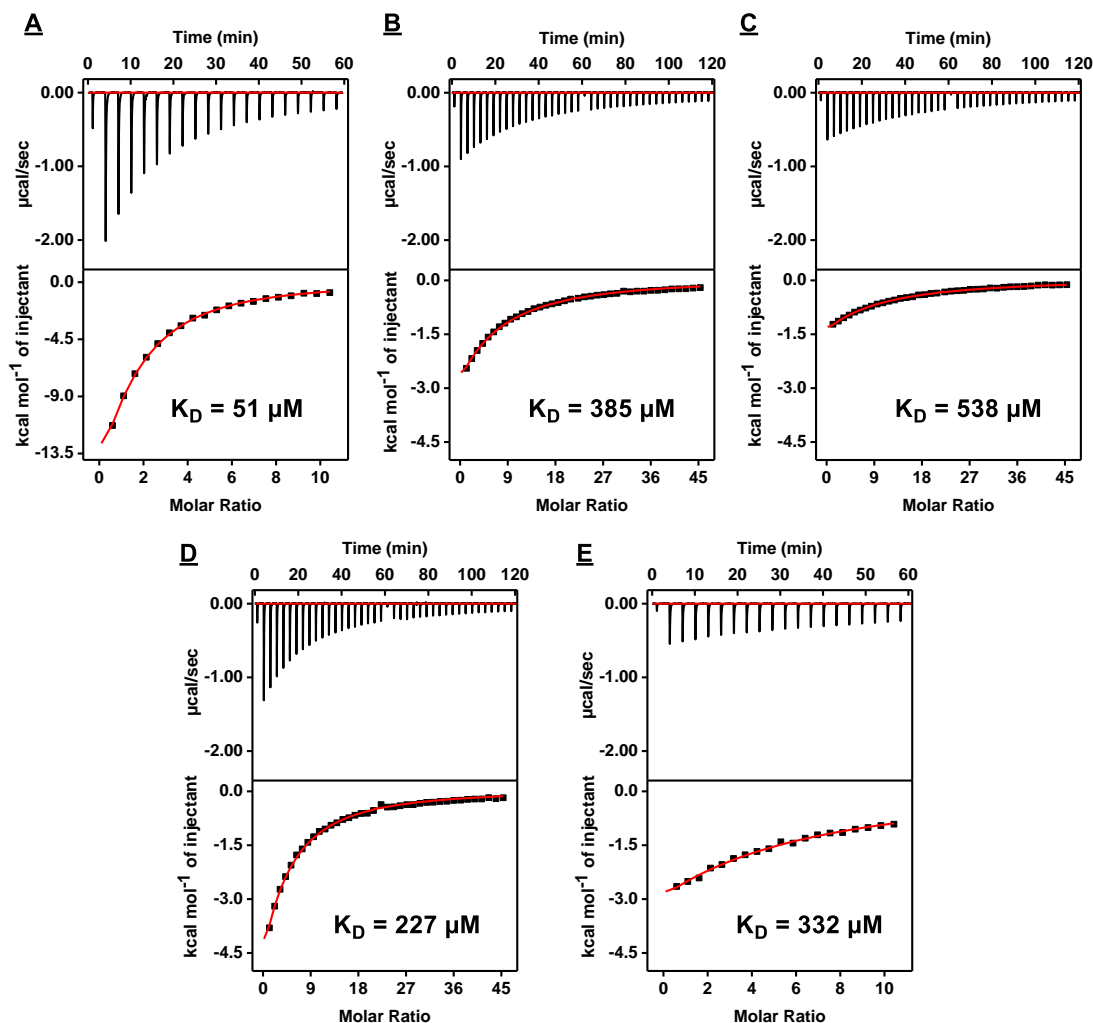 A
Time (min)
0 10 20 30 40 50 60
0.00
-1.00
-2.00
µcal/sec
0.0
-4.5
-9.0
-13.5
kcal mol⁻¹ of injectant
K_D = 51 µM
0 2 4 6 8 10
Molar Ratio
B
Time (min)
0 20 40 60 80 100 120
0.00
-1.00
-2.00
µcal/sec
0.0
-1.5
-3.0
-4.5
kcal mol⁻¹ of injectant
K_D = 385 µM
0 9 18 27 36 45
Molar Ratio
C
Time (min)
0 20 40 60 80 100 120
0.00
-1.00
-2.00
µcal/sec
0.0
-1.5
-3.0
-4.5
kcal mol⁻¹ of injectant
K_D = 538 µM
0 9 18 27 36 45
Molar Ratio
D
Time (min)
0 20 40 60 80 100 120
0.00
-1.00
-2.00
µcal/sec
0.0
-1.5
-3.0
-4.5
kcal mol⁻¹ of injectant
K_D = 227 µM
0 9 18 27 36 45
Molar Ratio
E
Time (min)
0 10 20 30 40 50 60
0.00
-1.00
-2.00
µcal/sec
0.0
-1.5
-3.0
-4.5
kcal mol⁻¹ of injectant
K_D = 332 µM
0 2 4 6 8 10
Molar Ratio